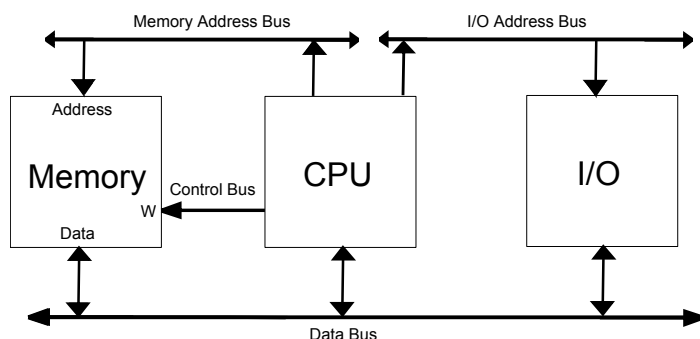 Memory Address Bus
I/O Address Bus
Address
Memory
CPU
I/O
Control Bus
W
Data
Data Bus